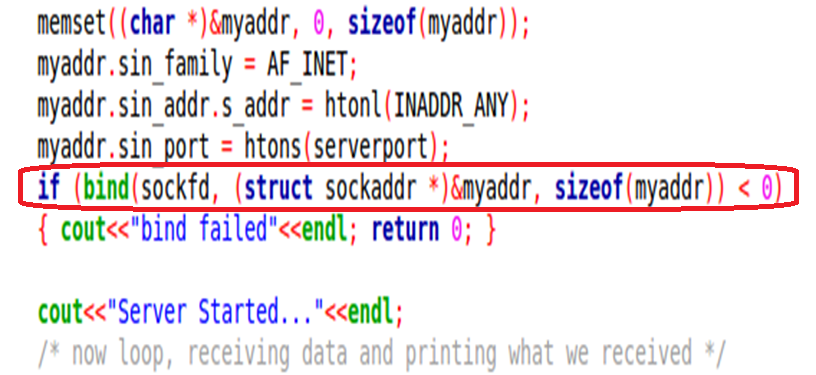 memset((char *)&myaddr, 0, sizeof(myaddr));
myaddr.sin_family = AF_INET;
myaddr.sin_addr.s_addr = htonl(INADDR_ANY);
myaddr.sin_port = htons(serverport);
if (bind(sockfd, (struct sockaddr *)&myaddr, sizeof(myaddr)) < 0)
{ cout<<"bind failed"<<endl; return 0; }
cout<<"Server Started..."<<endl;
/* now loop, receiving data and printing what we received */